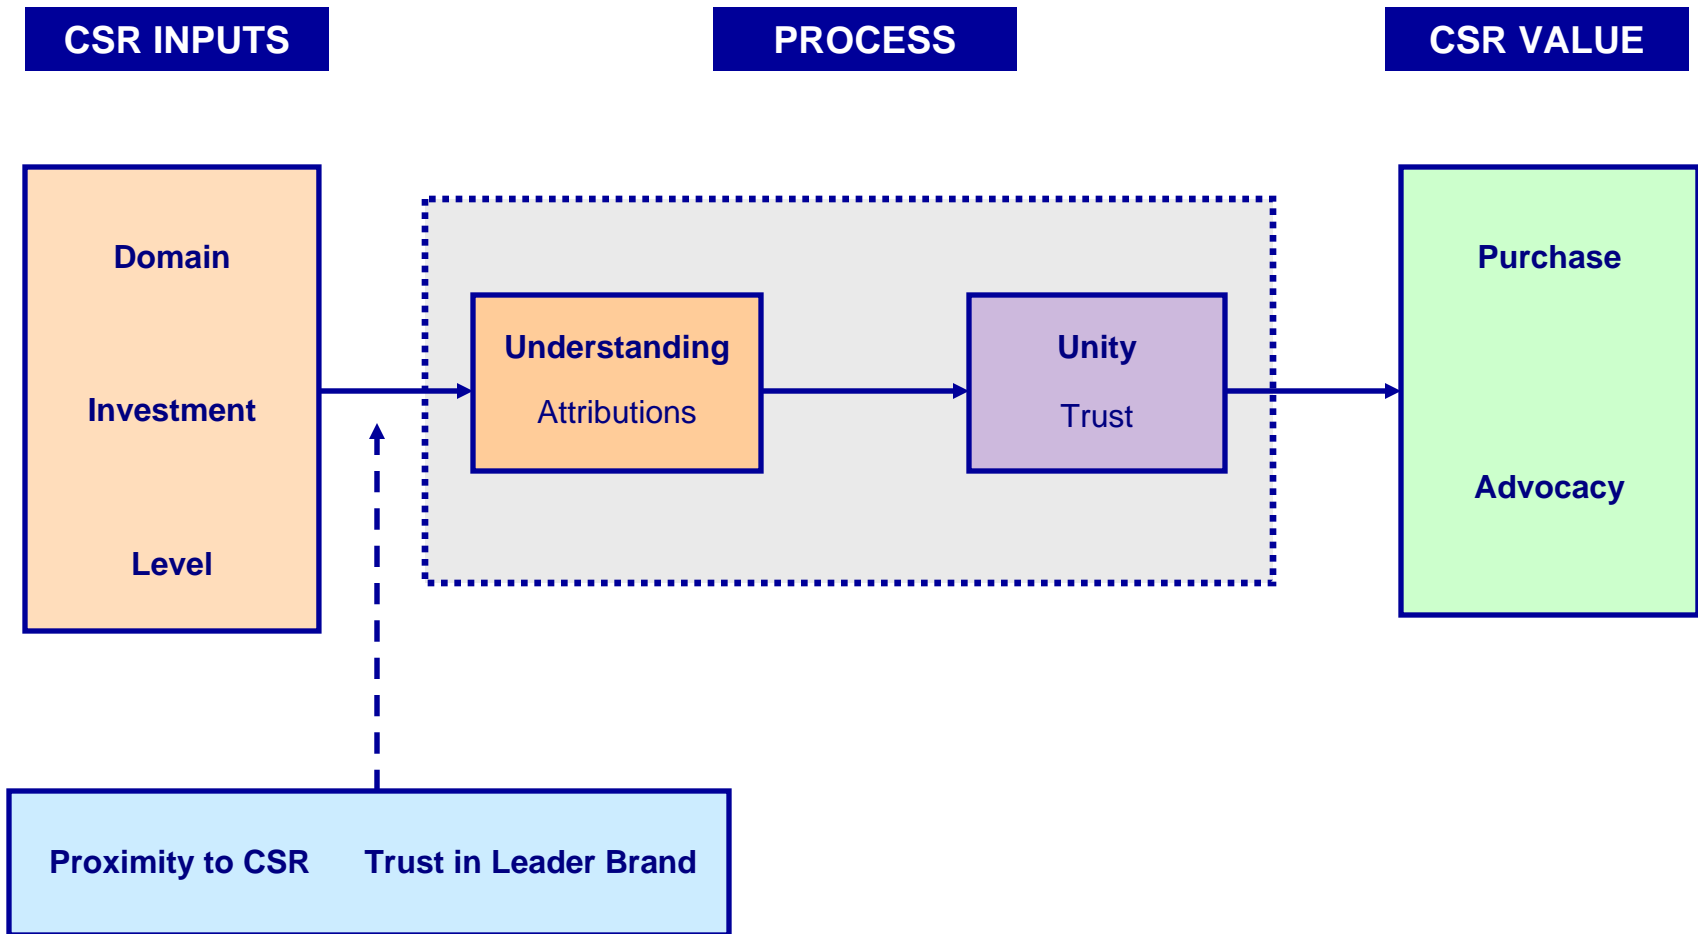 CSR INPUTS
PROCESS
CSR VALUE
Domain
Investment
Level
Understanding
Attributions
Unity
Trust
Purchase
Advocacy
Proximity to CSR
Trust in Leader Brand